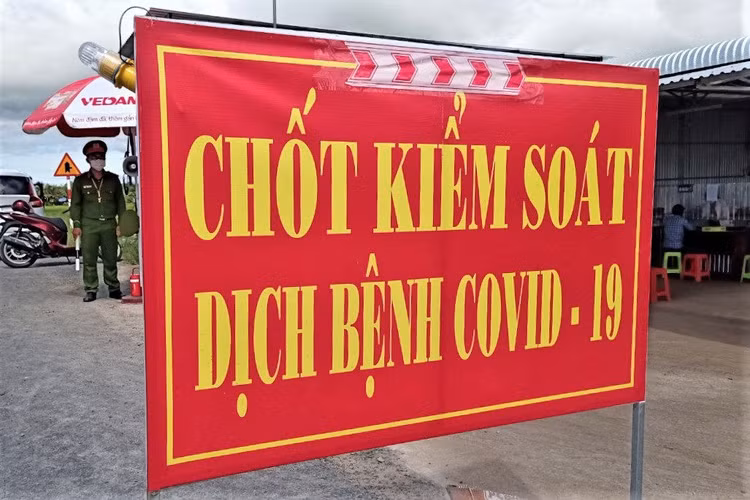 VEDAN
CHỐT KIỂM SOÁT
DỊCH BỆNH COVID - 19